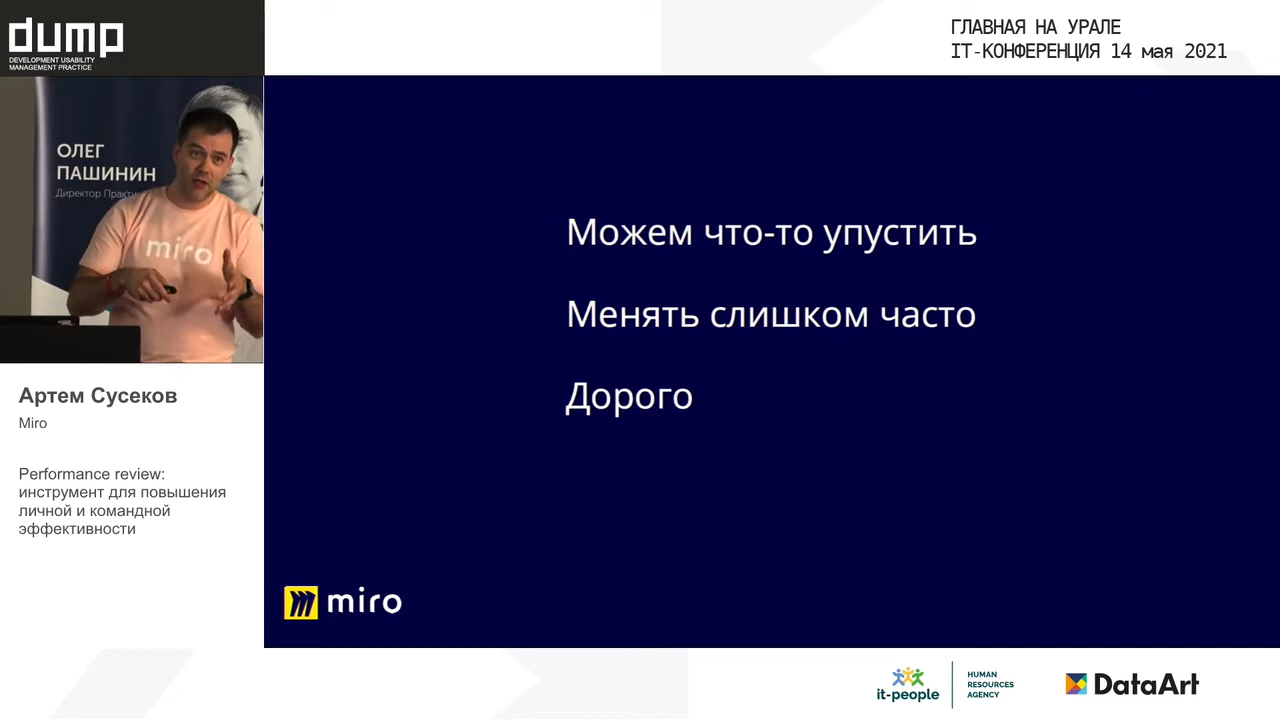 dump
DEVELOPMENT USABILITY
MANAGEMENT PRACTICE
ГЛАВНАЯ НА УРАЛЕ
IT-КОНФЕРЕНЦИЯ 14 мая 2021
ОЛЕГ
ПАШИНИН
Директор Практи
miro
Можем что-то упустить
Менять слишком часто
Дорого
Артем Сусеков
Miro
Performance review:
инструмент для повышения
личной и командной
эффективности
miro
it-people
HUMAN
RESOURCES
AGENCY
DataArt